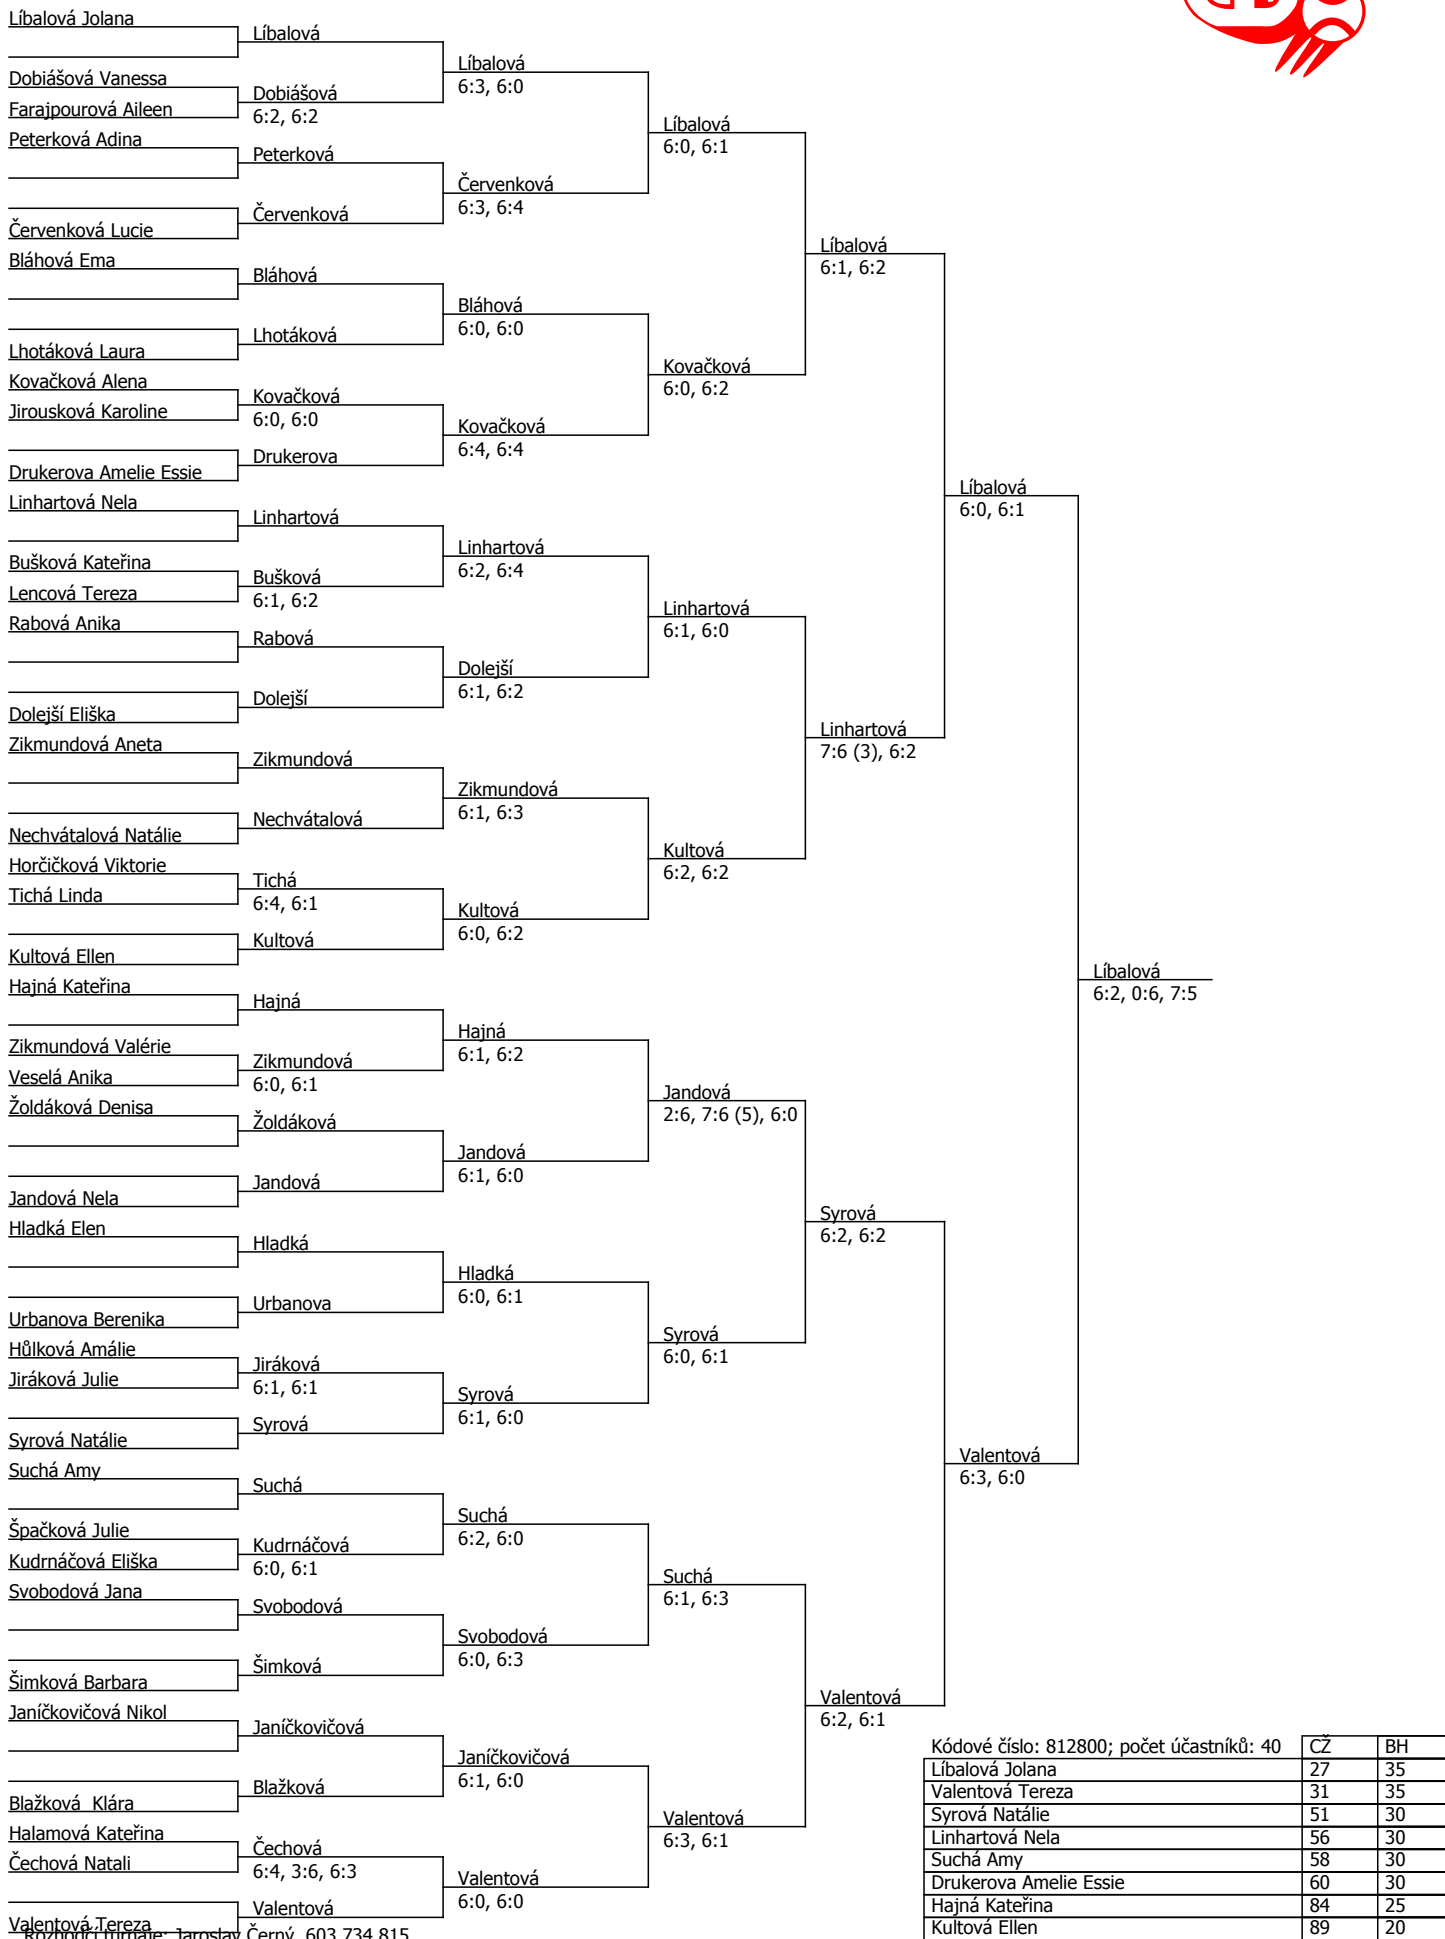 Líbalová Jolana
Dobiášová Vanessa
Farajpourová Aileen
Peterková Adina
Červenková Lucie
Bláhová Ema
Lhotáková Laura
Kovačková Alena
Jirousková Karoline
Drukerova Amelie Essie
Linhartová Nela
Bušková Kateřina
Lencová Tereza
Rabová Anika
Dolejší Eliška
Zikmundová Aneta
Nechvátalová Natálie
Horčičková Viktorie
Tichá Linda
Kultová Ellen
Hajná Kateřina
Zikmundová Valérie
Veselá Anika
Žoldáková Denisa
Jandová Nela
Hladká Elen
Urbanova Berenika
Hůlková Amálie
Jiráková Julie
Syrová Natálie
Suchá Amy
Špačková Julie
Kudrnáčová Eliška
Svobodová Jana
Šimková Barbara
Janíčkovičová Nikol
Blažková  Klára
Halamová Kateřina
Čechová Natali
Valentová Tereza
Líbalová
Dobiášová
6:2, 6:2
Peterková
Červenková
Bláhová
Lhotáková
Kovačková
6:0, 6:0
Drukerova
Linhartová
Bušková
6:1, 6:2
Rabová
Dolejší
Zikmundová
Nechvátalová
Tichá
6:4, 6:1
Kultová
Hajná
Zikmundová
6:0, 6:1
Žoldáková
Jandová
Hladká
Urbanova
Jiráková
6:1, 6:1
Syrová
Suchá
Kudrnáčová
6:0, 6:1
Svobodová
Šimková
Janíčkovičová
Blažková
Čechová
6:4, 3:6, 6:3
Valentová
Líbalová
6:3, 6:0
Červenková
6:3, 6:4
Bláhová
6:0, 6:0
Kovačková
6:4, 6:4
Linhartová
6:2, 6:4
Dolejší
6:1, 6:2
Zikmundová
6:1, 6:3
Kultová
6:0, 6:2
Hajná
6:1, 6:2
Jandová
6:1, 6:0
Hladká
6:0, 6:1
Syrová
6:1, 6:0
Suchá
6:2, 6:0
Svobodová
6:0, 6:3
Janíčkovičová
6:1, 6:0
Valentová
6:0, 6:0
Líbalová
6:0, 6:1
Kovačková
6:0, 6:2
Linhartová
6:1, 6:0
Kultová
6:2, 6:2
Jandová
2:6, 7:6 (5), 6:0
Syrová
6:0, 6:1
Suchá
6:1, 6:3
Valentová
6:3, 6:1
Líbalová
6:1, 6:2
Linhartová
7:6 (3), 6:2
Syrová
6:2, 6:2
Valentová
6:2, 6:1
Líbalová
6:0, 6:1
Valentová
6:3, 6:0
Líbalová
6:2, 0:6, 7:5
Kódové číslo: 812800; počet účastníků: 40 CŽ BH
Líbalová Jolana 27 35
Valentová Tereza 31 35
Syrová Natálie 51 30
Linhartová Nela 56 30
Suchá Amy 58 30
Drukerova Amelie Essie 60 30
Hajná Kateřina 84 25
Kultová Ellen 89 20
Rozhodčí turnaje: Jaroslav Černý, 603 734 815